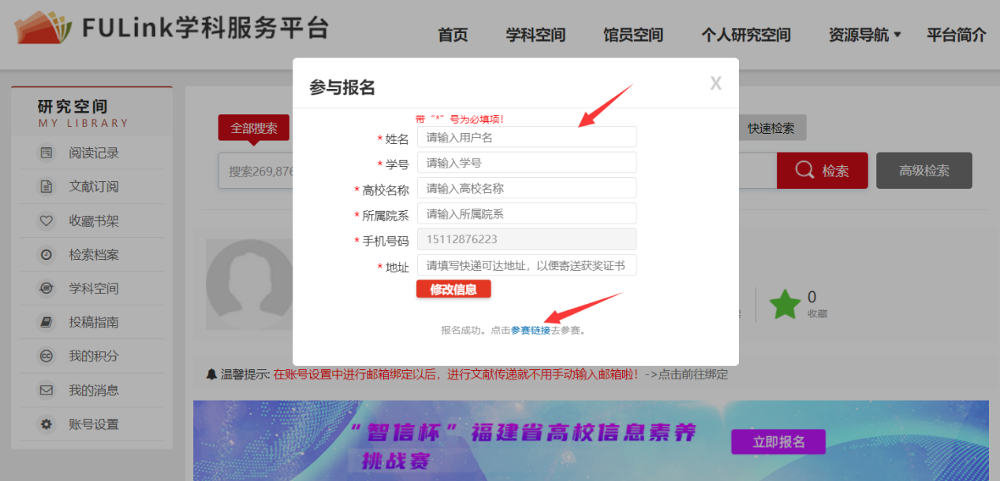 FULink学科服务平台
首页 学科空间 馆员空间 个人研究空间 资源导航 平台简介
参与报名 X
带“*”号为必填项!
*姓名 请输入用户名
*学号 请输入学号
*高校名称 请输入高校名称
*所属院系 请输入所属院系
*手机号码 15112876223
*地址 请填写快递可达地址，以便寄送获奖证书
修改信息
报名成功。点击参赛链接去参赛。
研究空间
MY LIBRARY
阅读记录
文献订阅
收藏书架
检索档案
学科空间
投稿指南
我的积分
我的消息
账号设置
全部搜索 快速检索
搜索269,876 检索 高级检索
0
收藏
温馨提示: 在账号设置中进行邮箱绑定以后，进行文献传递就不用手动输入邮箱啦! ->点击前往绑定
“智信杯”福建省高校信息素养
挑战赛
立即报名